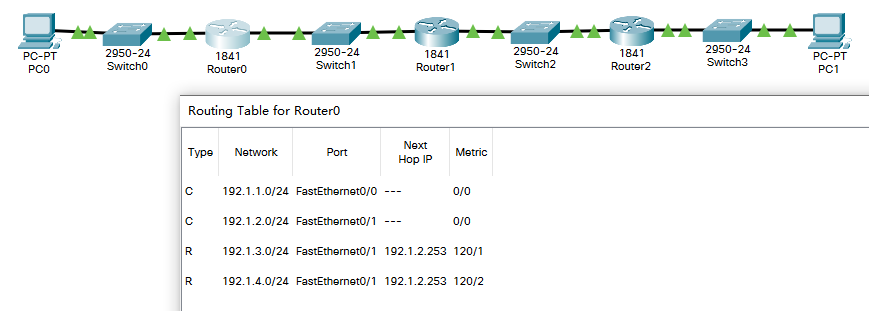 PC-PT
PC0
2950-24
Switch0
1841
Router0
2950-24
Switch1
1841
Router1
2950-24
Switch2
1841
Router2
2950-24
Switch3
PC-PT
PC1
Routing Table for Router0
Type Network Port Next Hop IP Metric
C 192.1.1.0/24 FastEthernet0/0 --- 0/0
C 192.1.2.0/24 FastEthernet0/1 --- 0/0
R 192.1.3.0/24 FastEthernet0/1 192.1.2.253 120/1
R 192.1.4.0/24 FastEthernet0/1 192.1.2.253 120/2